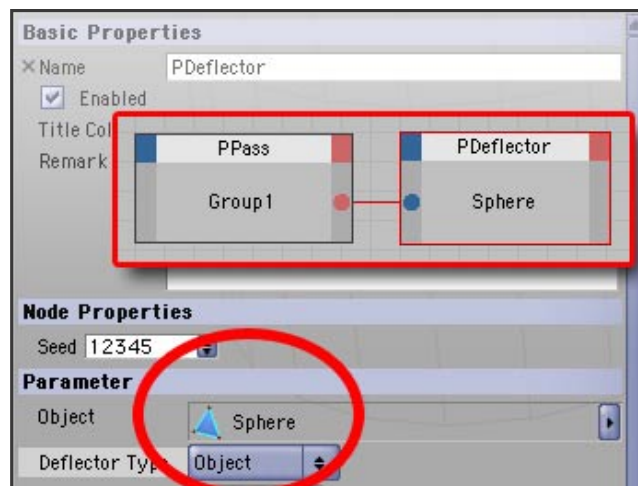 Basic Properties
Name PDeflector
Enabled
Title Col
Remark
PPass PDeflector
Group1 Sphere
Node Properties
Seed 12345
Parameter
Object Sphere
Deflector Type Object